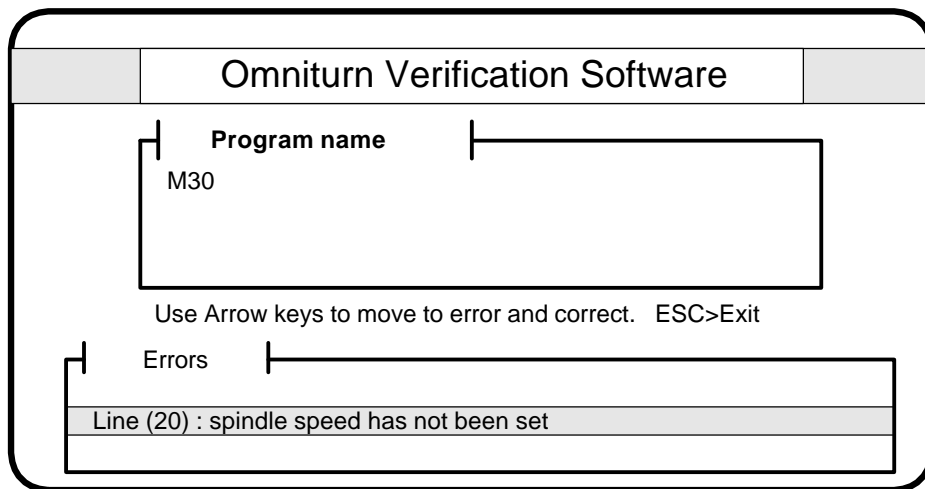 Omniturn Verification Software
Program name
M30
Use Arrow keys to move to error and correct.   ESC>Exit
Errors
Line (20) : spindle speed has not been set